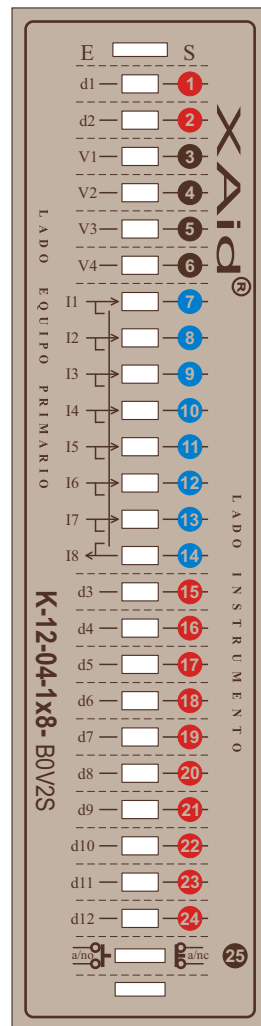 E S
d1 1
d2 2
V1 3
V2 4
V3 5
V4 6
I1 7
I2 8
I3 9
I4 10
I5 11
I6 12
I7 13
I8 14
d3 15
d4 16
d5 17
d6 18
d7 19
d8 20
d9 21
d10 22
d11 23
d12 24
a/no a/nc 25
XAid®
LADO EQUIPO PRIMARIO
LADO INSTRUMENTO
K-12-04-1x8- B0V2S